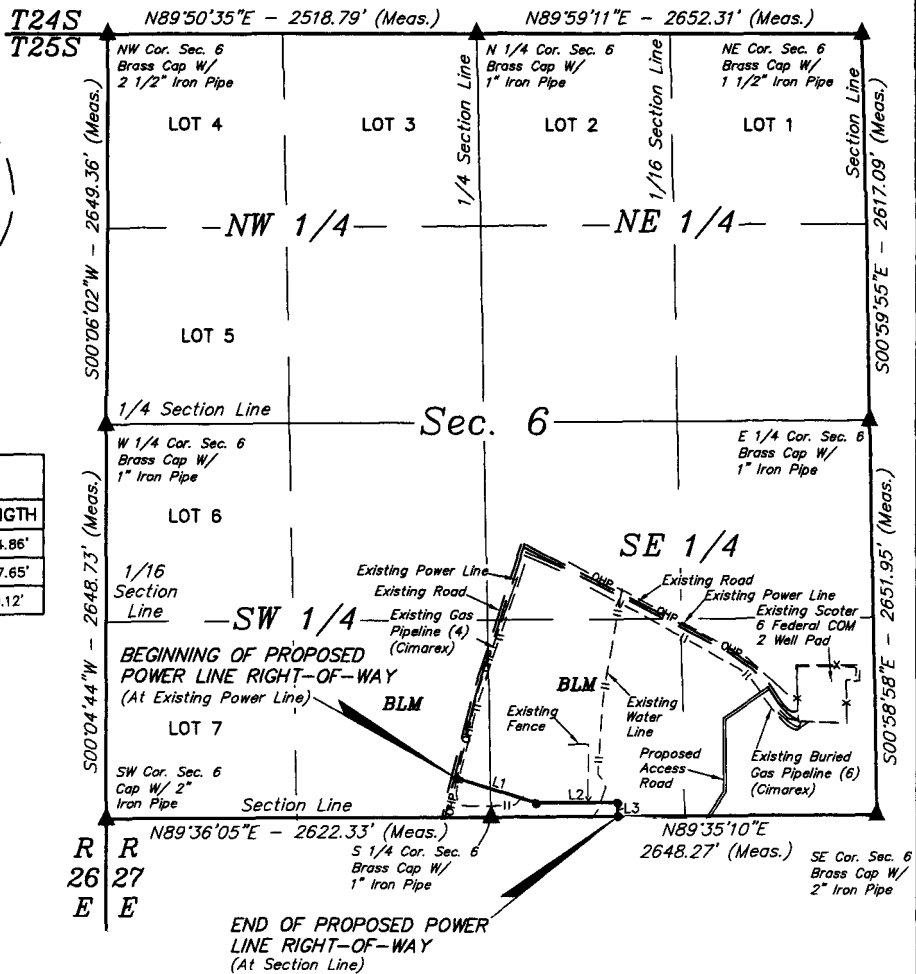 T24S
T25S
N89°50'35"E - 2518.79' (Meas.)
N89°59'11"E - 2652.31' (Meas.)
NW Cor. Sec. 6
Brass Cap W/
2 1/2" Iron Pipe
N 1/4 Cor. Sec. 6
Brass Cap W/
1" Iron Pipe
NE Cor. Sec. 6
Brass Cap W/
1 1/2" Iron Pipe
LOT 4
LOT 3
LOT 2
LOT 1
1/4 Section Line
1/16 Section Line
Section Line
S00°06'02"W - 2649.36' (Meas.)
S00°59'55"E - 2617.09' (Meas.)
NW 1/4
NE 1/4
LOT 5
1/4 Section Line
Sec. 6
W 1/4 Cor. Sec. 6
Brass Cap W/
1" Iron Pipe
E 1/4 Cor. Sec. 6
Brass Cap W/
1" Iron Pipe
NGTH
.86'
7.65'
.12'
LOT 6
SE 1/4
1/16
Section
Line
S00°04'44"W - 2648.73' (Meas.)
S00°58'58"E - 2651.95' (Meas.)
SW 1/4
Existing Power Line
Existing Road
Existing Gas
Pipeline (4)
(Cimarex)
OHP
OHP
OHP
OHP
OHP
Existing Road
Existing Power Line
Existing Scoter
6 Federal COM
2 Well Pad
BEGINNING OF PROPOSED
POWER LINE RIGHT-OF-WAY
(At Existing Power Line)
BLM
BLM
LOT 7
Existing
Fence
Existing
Water
Line
Proposed
Access
Road
Existing Buried
Gas Pipeline (6)
(Cimarex)
SW Cor. Sec. 6
Cap W/ 2"
Iron Pipe
Section Line
L1
L2
L3
N89°36'05"E - 2622.33' (Meas.)
N89°35'10"E
2648.27' (Meas.)
S 1/4 Cor. Sec. 6
Brass Cap W/
1" Iron Pipe
SE Cor. Sec. 6
Brass Cap W/
2" Iron Pipe
R R
26 27
E E
END OF PROPOSED POWER
LINE RIGHT-OF-WAY
(At Section Line)